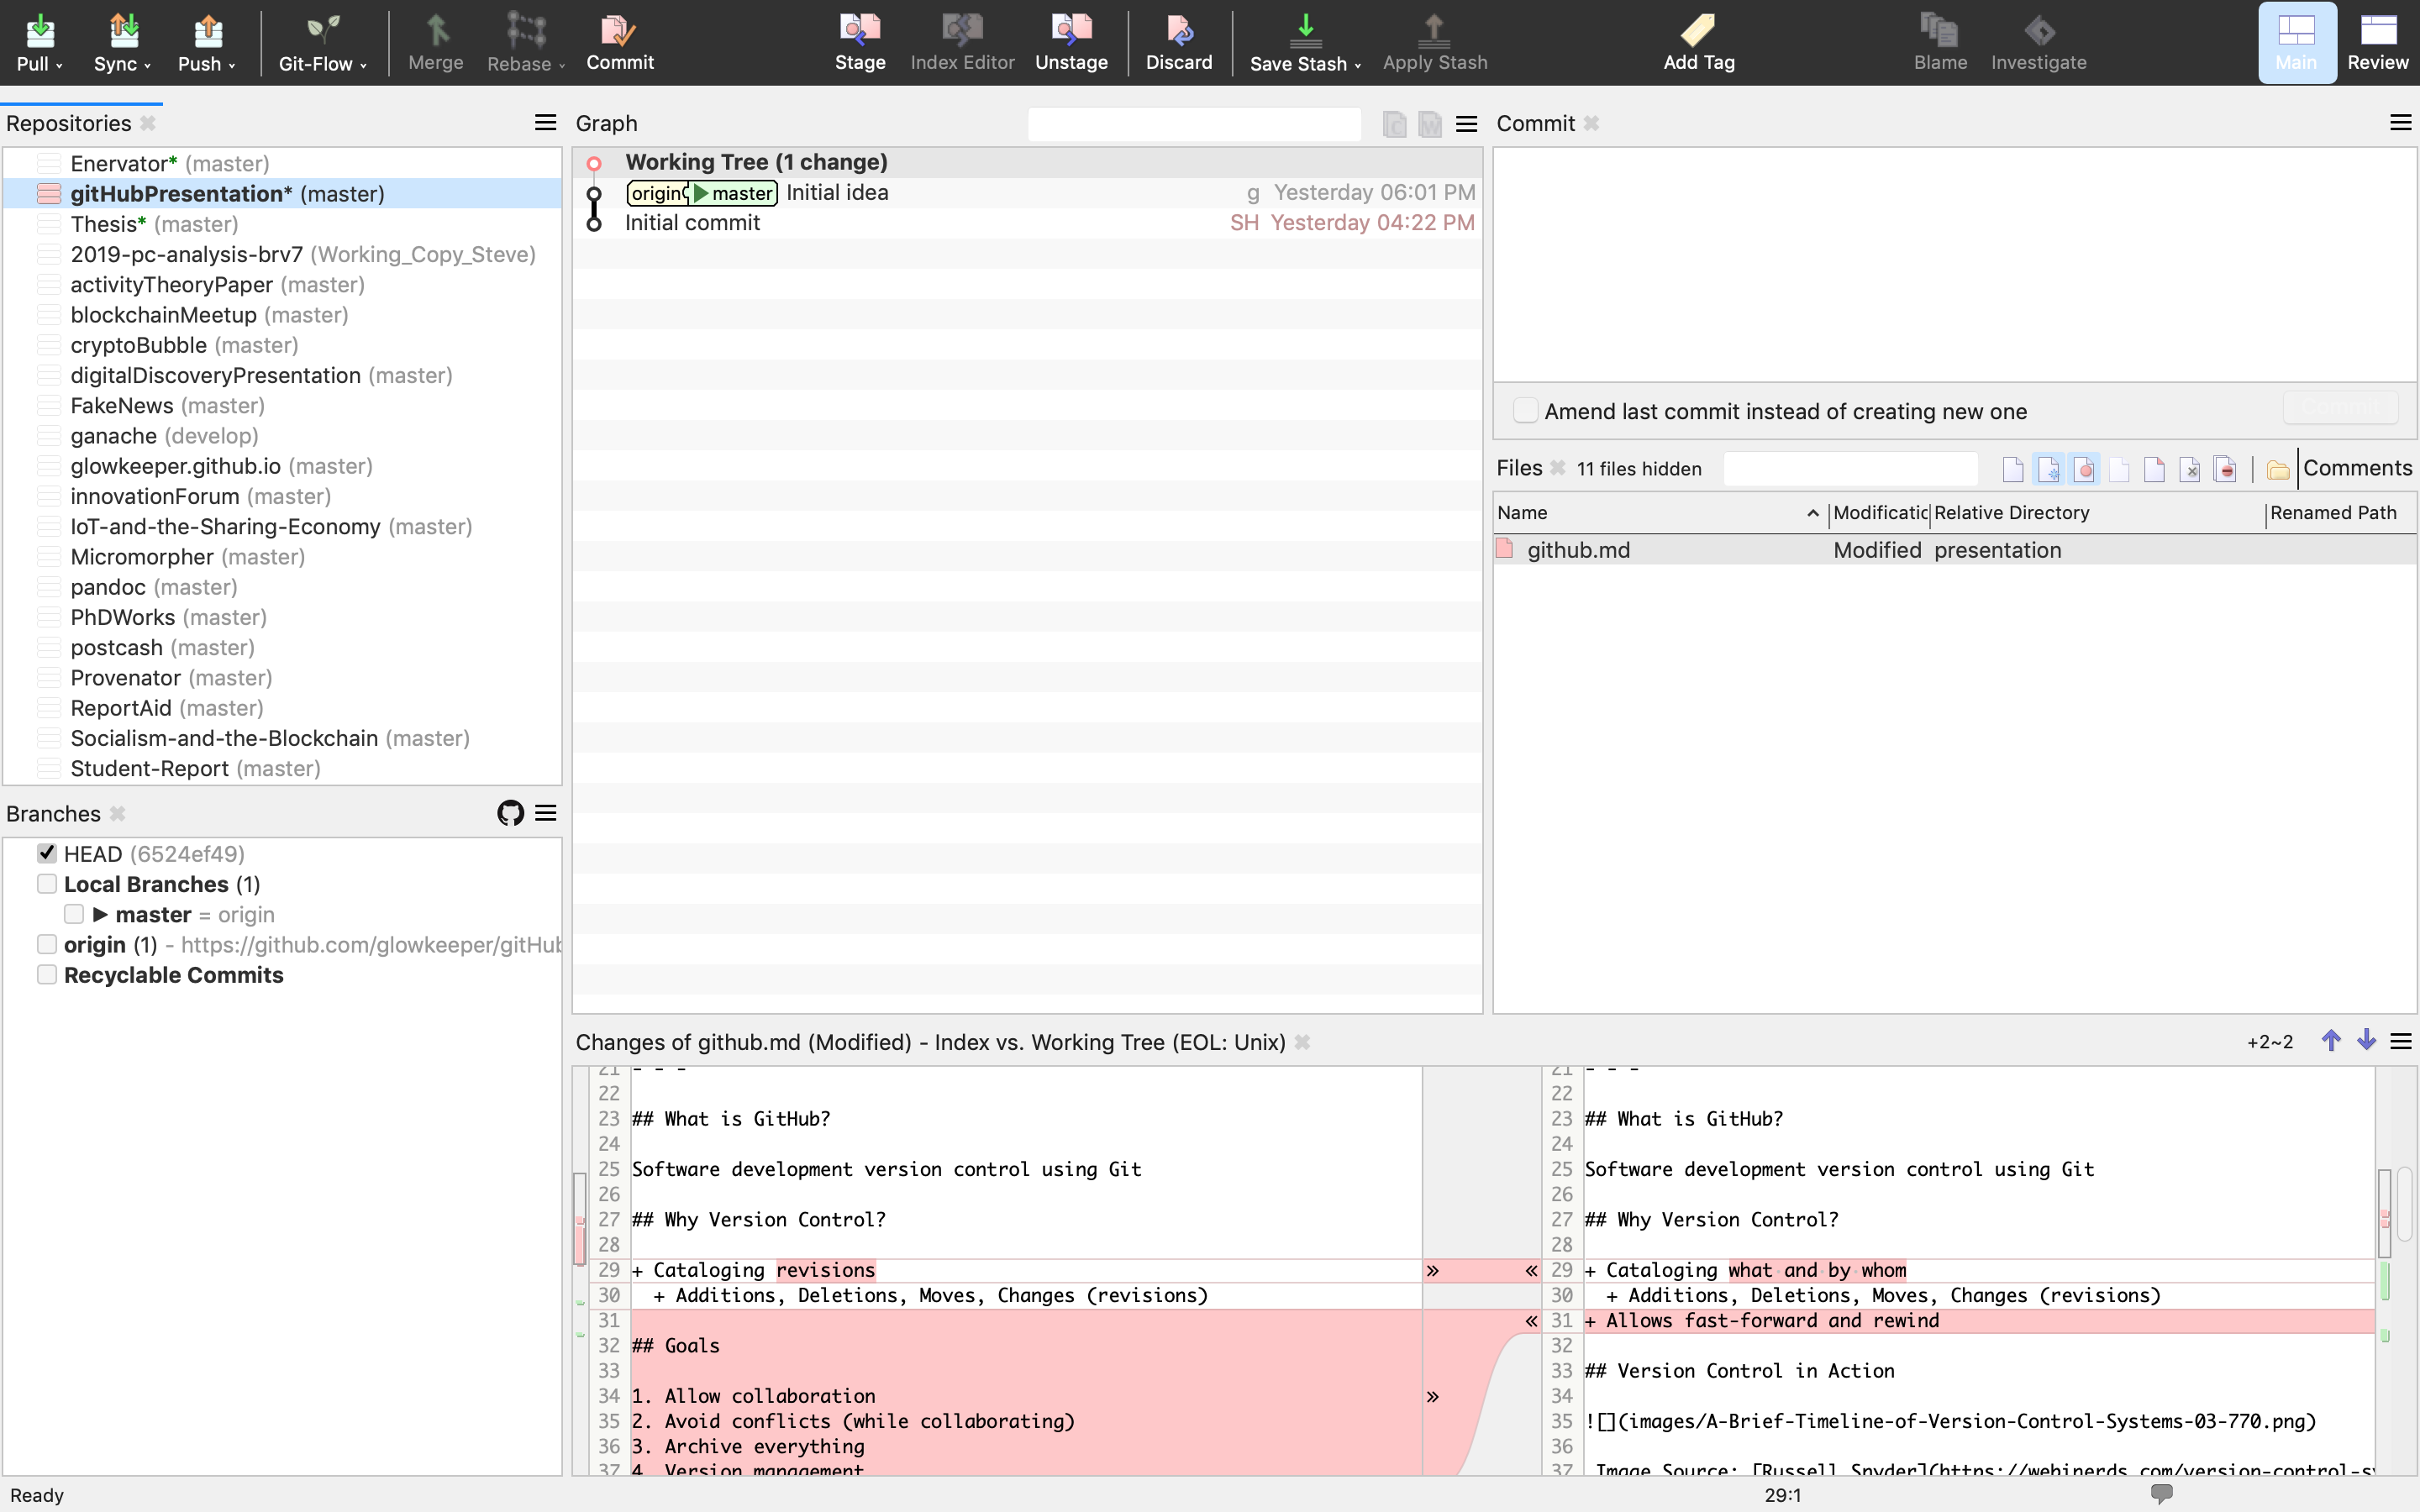 Pull Sync Push Git-Flow Merge Rebase Commit Stage Index Editor Unstage Discard Save Stash Apply Stash Add Tag Blame Investigate Main Review
Repositories
Enervator* (master)
gitHubPresentation* (master)
Thesis* (master)
2019-pc-analysis-brv7 (Working_Copy_Steve)
activityTheoryPaper (master)
blockchainMeetup (master)
cryptoBubble (master)
digitalDiscoveryPresentation (master)
FakeNews (master)
ganache (develop)
glowkeeper.github.io (master)
innovationForum (master)
IoT-and-the-Sharing-Economy (master)
Micromorpher (master)
pandoc (master)
PhDWorks (master)
postcash (master)
Provenator (master)
ReportAid (master)
Socialism-and-the-Blockchain (master)
Student-Report (master)
Branches
HEAD (6524ef49)
Local Branches (1)
master = origin
origin (1) - https://github.com/glowkeeper/gitHub
Recyclable Commits
Graph
Working Tree (1 change)
origin master Initial idea g Yesterday 06:01 PM
Initial commit SH Yesterday 04:22 PM
Commit
Amend last commit instead of creating new one Commit
Files 11 files hidden Comments
Name Modificatic Relative Directory Renamed Path
github.md Modified presentation
Changes of github.md (Modified) - Index vs. Working Tree (EOL: Unix) +2~2
21 - - -
22
23 ## What is GitHub?
24
25 Software development version control using Git
26
27 ## Why Version Control?
28
29 + Cataloging revisions »
30 + Additions, Deletions, Moves, Changes (revisions)
31
32 ## Goals
33
34 1. Allow collaboration »
35 2. Avoid conflicts (while collaborating)
36 3. Archive everything
37 4. Version management
21 - - -
22
23 ## What is GitHub?
24
25 Software development version control using Git
26
27 ## Why Version Control?
28
« 29 + Cataloging what and by whom
30 + Additions, Deletions, Moves, Changes (revisions)
« 31 + Allows fast-forward and rewind
32
33 ## Version Control in Action
34
35 ![](images/A-Brief-Timeline-of-Version-Control-Systems-03-770.png)
36
37 Image Source: [Russell Snyder](https://webinerds.com/version-control-sy
Ready 29:1